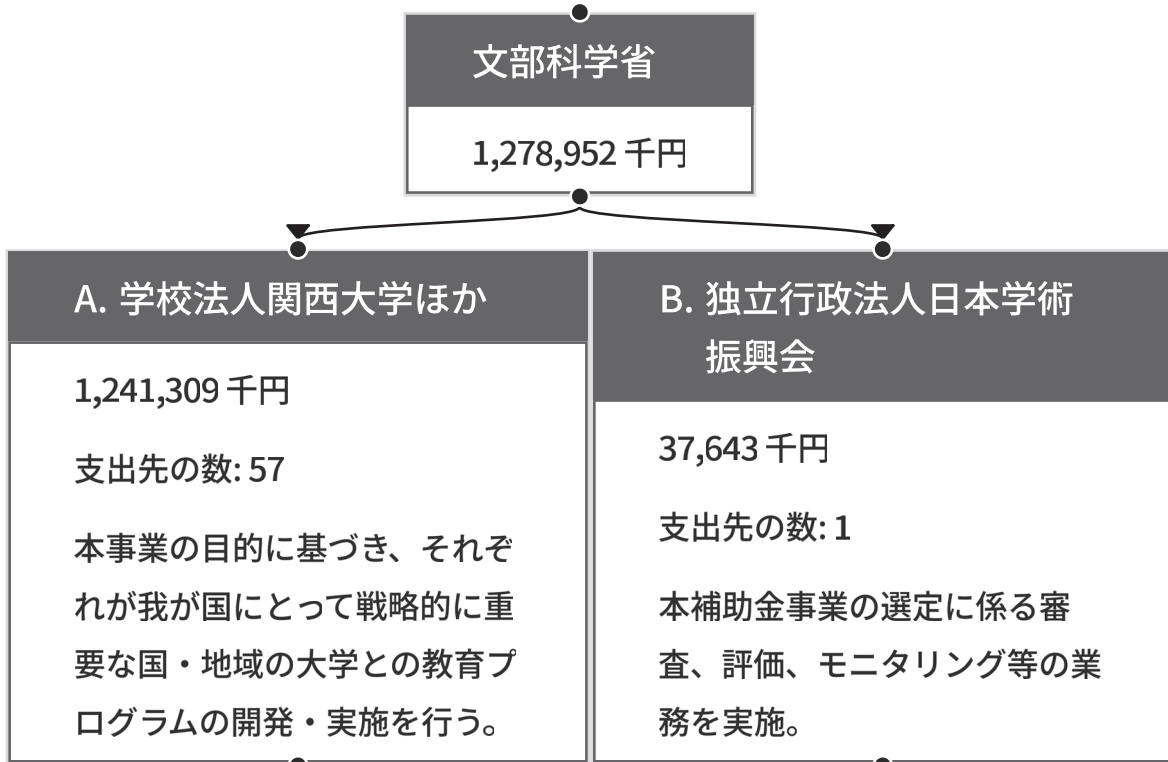 文部科学省
1,278,952 千円
A. 学校法人関西大学ほか
1,241,309 千円
支出先の数: 57
本事業の目的に基づき、それぞ
れが我が国にとって戦略的に重
要な国・地域の大学との教育プ
ログラムの開発・実施を行う。
B. 独立行政法人日本学術
振興会
37,643 千円
支出先の数: 1
本補助金事業の選定に係る審
査、評価、モニタリング等の業
務を実施。